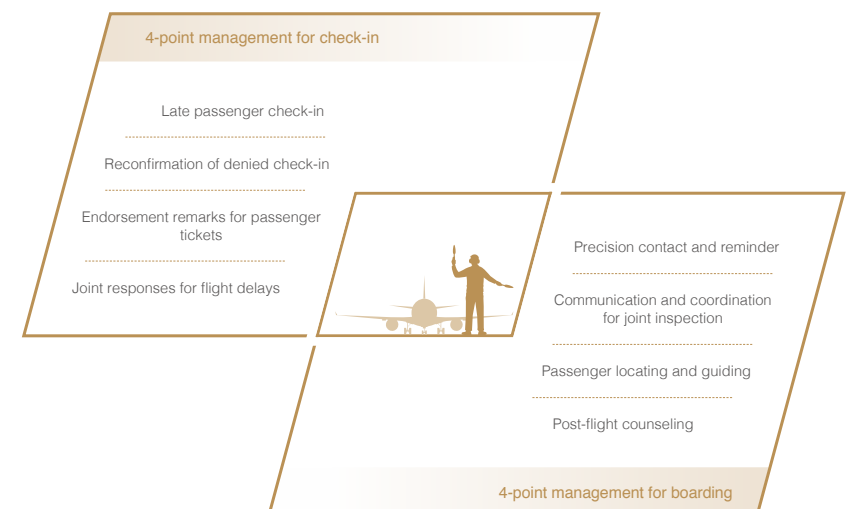 4-point management for check-in
Late passenger check-in
Reconfirmation of denied check-in
Endorsement remarks for passenger
tickets
Joint responses for flight delays
Precision contact and reminder
Communication and coordination
for joint inspection
Passenger locating and guiding
Post-flight counseling
4-point management for boarding